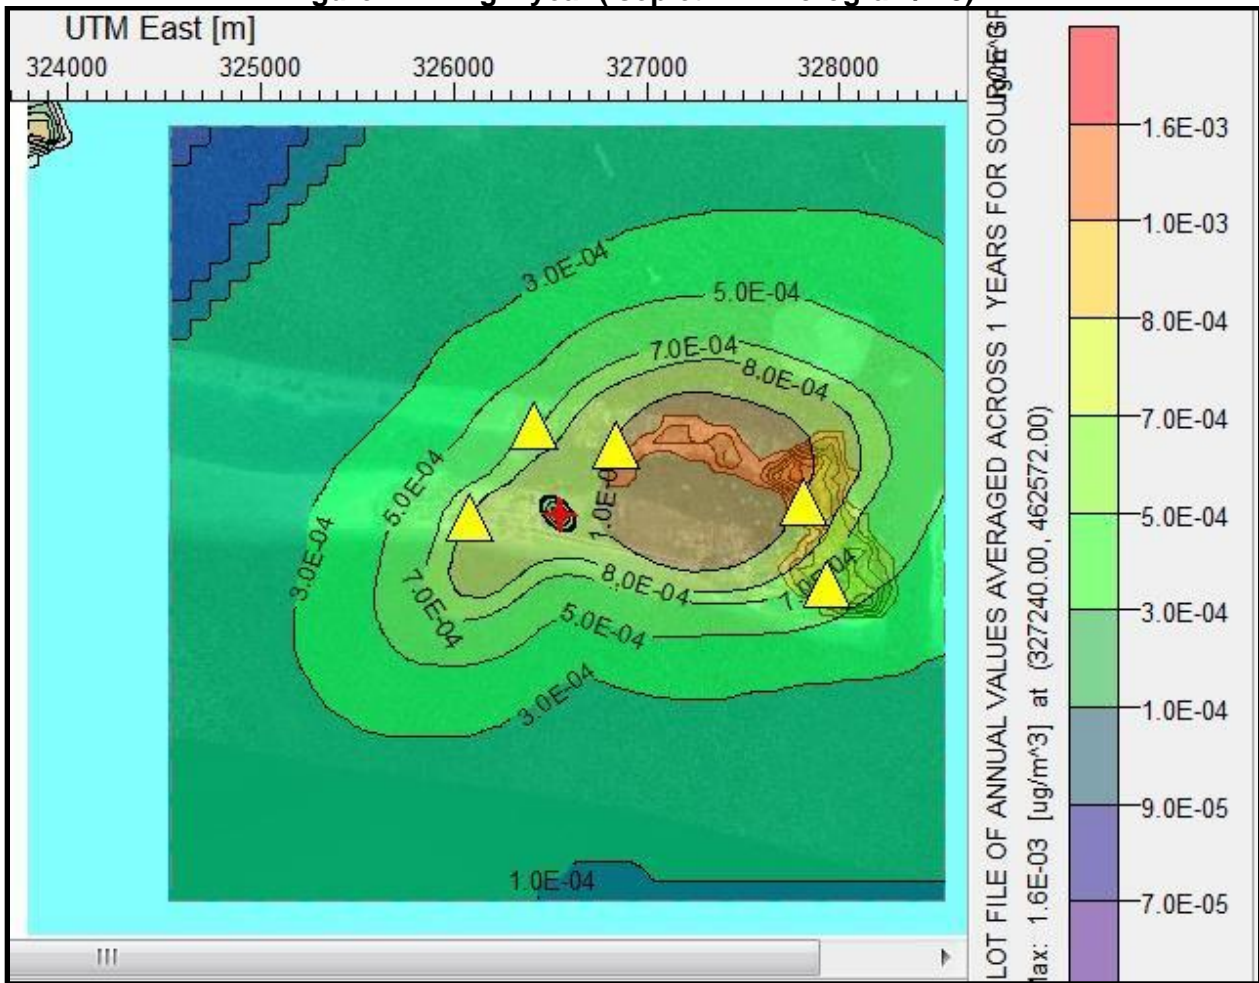 UTM East [m]
324000 325000 326000 327000 328000
3.0E-04
5.0E-04
7.0E-04
8.0E-04
5.0E-04
3.0E-04
7.0E-04
8.0E-04
5.0E-04
3.0E-04
1.0E-04
LOT FILE OF ANNUAL VALUES AVERAGED ACROSS 1 YEARS FOR
lax: 1.6E-03 [ug/m^3] at (327240.00, 4625572.00)
1.6E-03
1.0E-03
8.0E-04
7.0E-04
5.0E-04
3.0E-04
1.0E-04
9.0E-05
7.0E-05